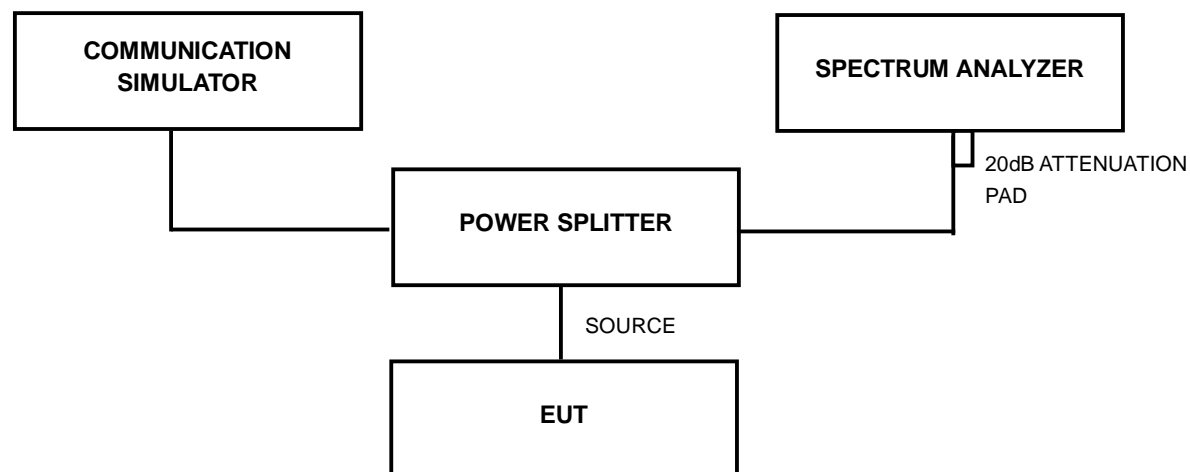 COMMUNICATION
SIMULATOR
SPECTRUM ANALYZER
20dB ATTENUATION
PAD
POWER SPLITTER
SOURCE
EUT